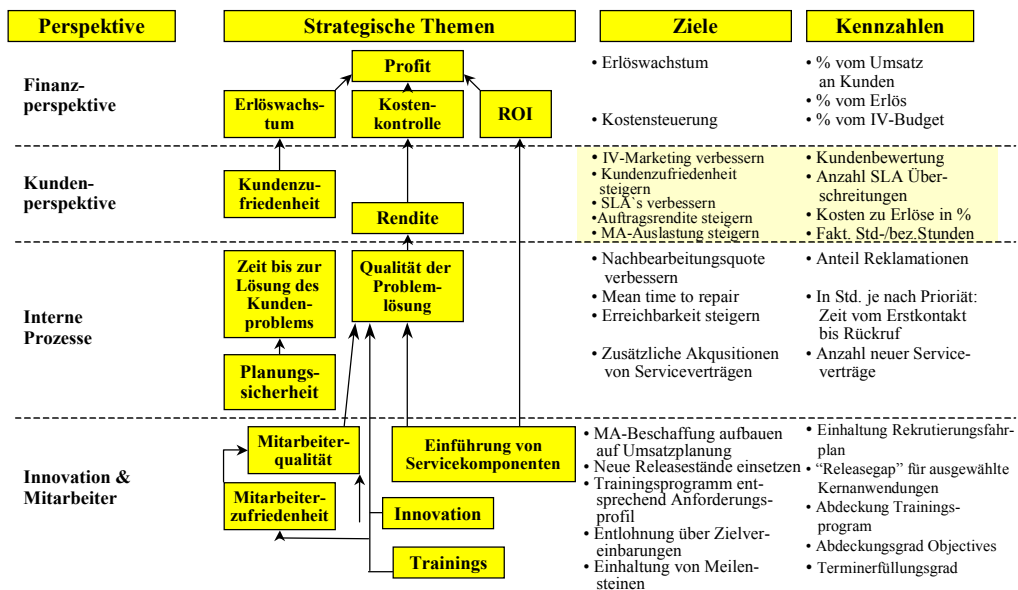 Perspektive
Strategische Themen
Ziele
Kennzahlen
Finanz-
perspektive
Profit
Erlöswachs-
tum
Kosten-
kontrolle
ROI
• Erlöswachstum
• Kostensteuerung
• % vom Umsatz
an Kunden
• % vom Erlös
• % vom IV-Budget
Kunden-
perspektive
Kundenzu-
friedenheit
Rendite
• IV-Marketing verbessern
• Kundenzufriedenheit
steigern
• SLA`s verbessern
• Auftragsrendite steigern
• MA-Auslastung steigern
• Kundenbewertung
• Anzahl SLA Über-
schreitungen
• Kosten zu Erlöse in %
• Fakt. Std-/bez.Stunden
Interne
Prozesse
Zeit bis zur
Lösung des
Kunden-
problems
Qualität der
Problem-
lösung
Planungs-
sicherheit
• Nachbearbeitungsquote
verbessern
• Mean time to repair
• Erreichbarkeit steigern
• Zusätzliche Akqusitionen
von Serviceverträgen
• Anteil Reklamationen
• In Std. je nach Prioriät:
Zeit vom Erstkontakt
bis Rückruf
• Anzahl neuer Service-
verträge
Innovation &
Mitarbeiter
Mitarbeiter-
qualität
Einführung von
Servicekomponenten
Mitarbeiter-
zufriedenheit
Innovation
Trainings
• MA-Beschaffung aufbauen
auf Umsatzplanung
• Neue Releasestände einsetzen
• Trainingsprogramm ent-
sprechend Anforderungs-
profil
• Entlohnung über Zielver-
einbarungen
• Einhaltung von Meilen-
steinen
• Einhaltung Rekrutierungsfahr-
plan
• “Releasegap” für ausgewählte
Kernanwendungen
• Abdeckung Trainings-
program
• Abdeckungsgrad Objectives
• Terminerfüllungsgrad